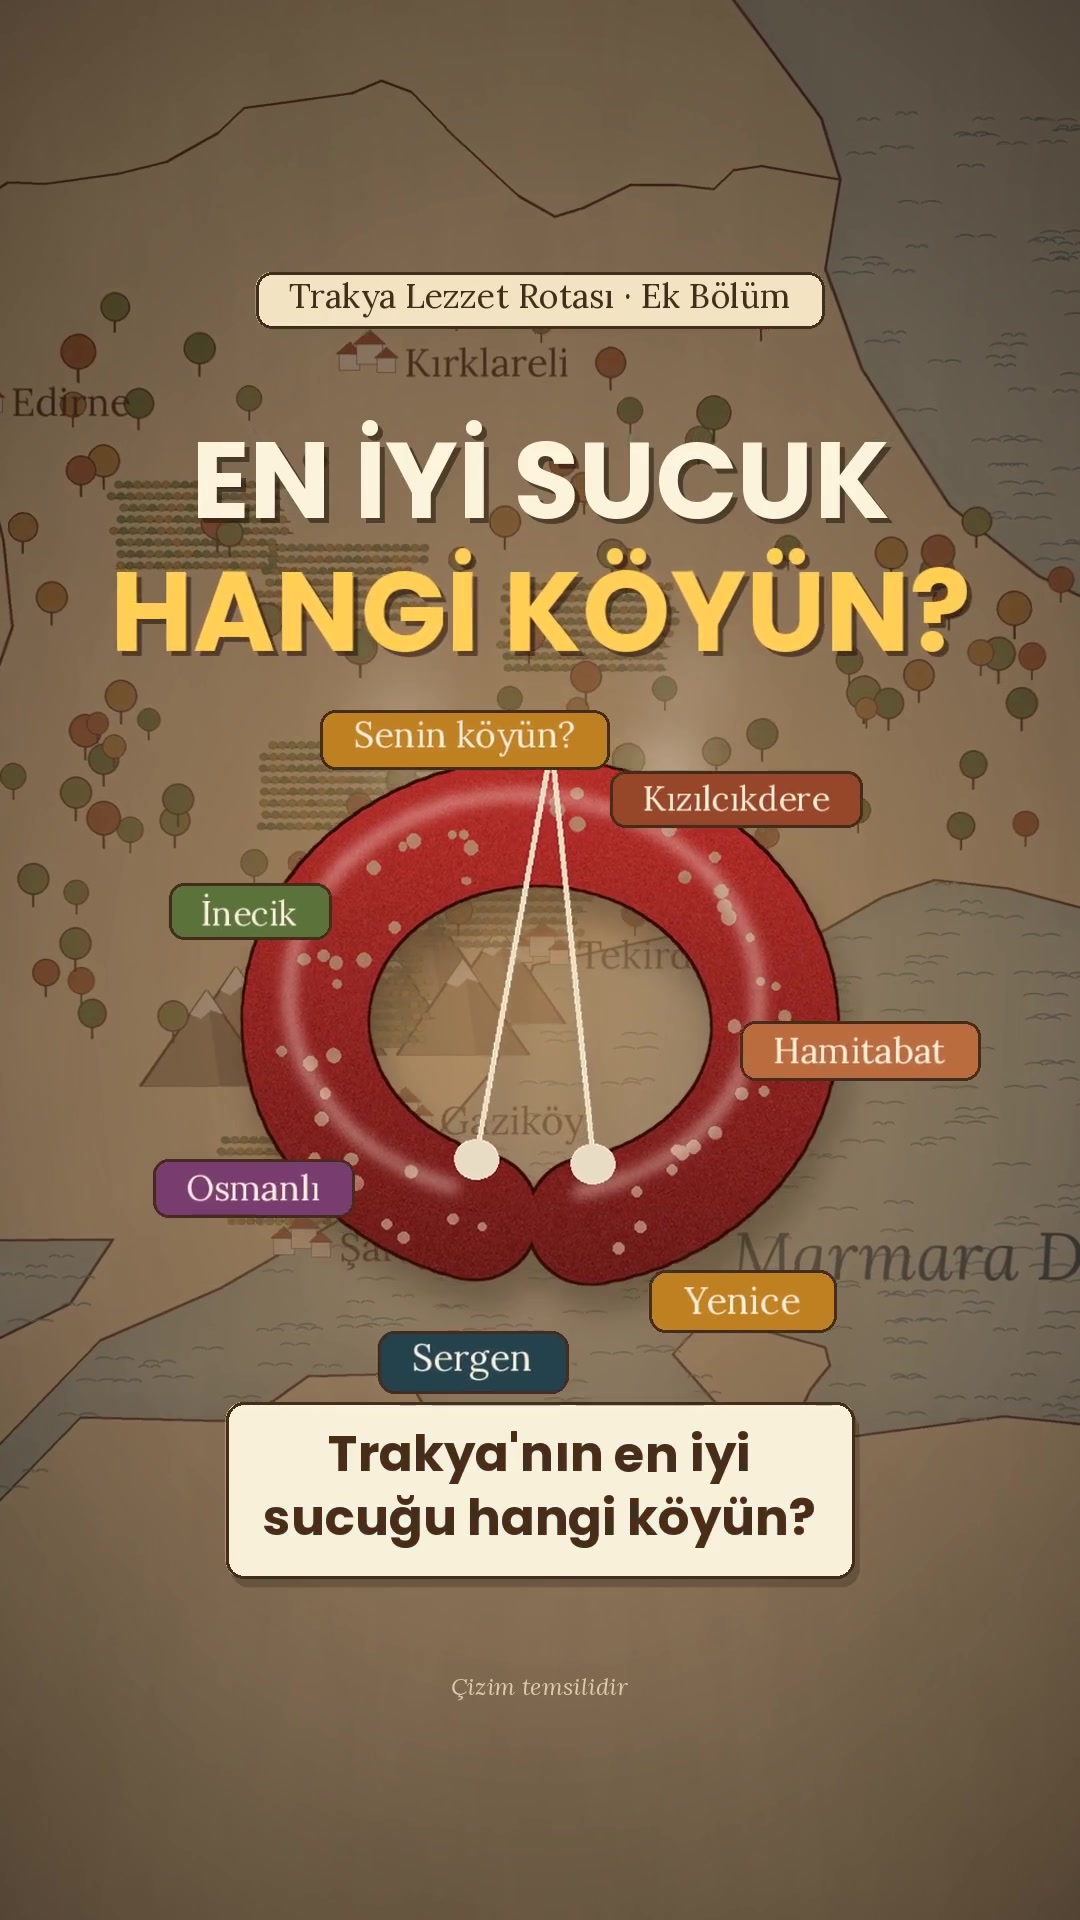 Trakya Lezzet Rotası · Ek Bölüm
Kırklareli
Edirne
EN İYİ SUCUK
HANGİ KÖYÜN?
Senin köyün?
Kızılcıkdere
İnecik
Hamitabat
Gaziköy
Osmanlı
Marmara D
Yenice
Sergen
Trakya'nın en iyi
sucuğu hangi köyün?
Çizim temsilidir